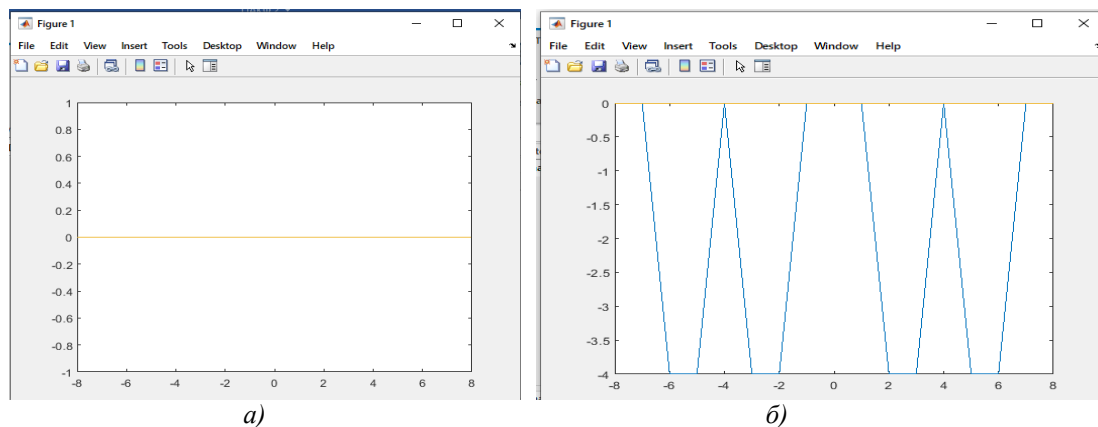 Figure 1
File Edit View Insert Tools Desktop Window Help
1
0.8
0.6
0.4
0.2
0
-0.2
-0.4
-0.6
-0.8
-1
-8 -6 -4 -2 0 2 4 6 8
а)
Figure 1
File Edit View Insert Tools Desktop Window Help
0
-0.5
-1
-1.5
-2
-2.5
-3
-3.5
-4
-8 -6 -4 -2 0 2 4 6 8
б)